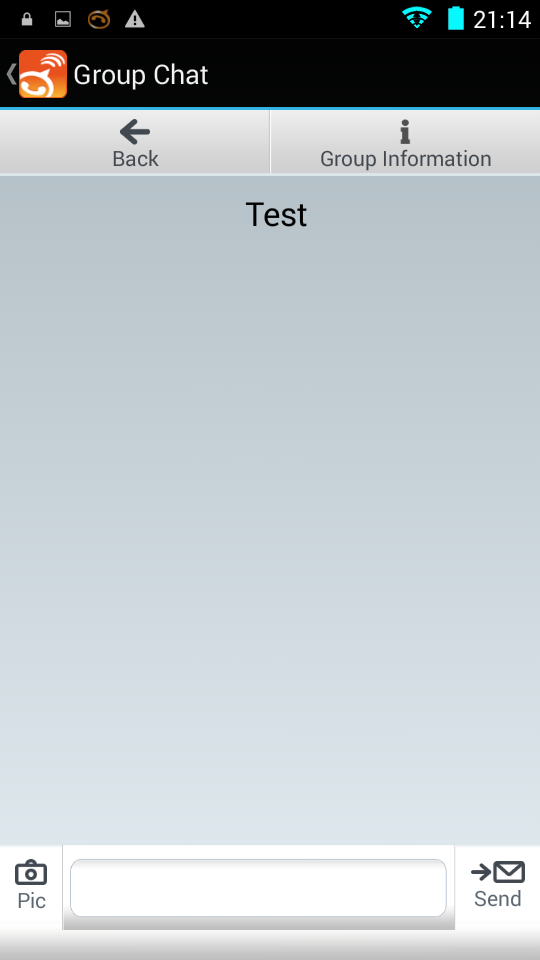 21:14
Group Chat
Back
Group Information
Test
Pic
Send